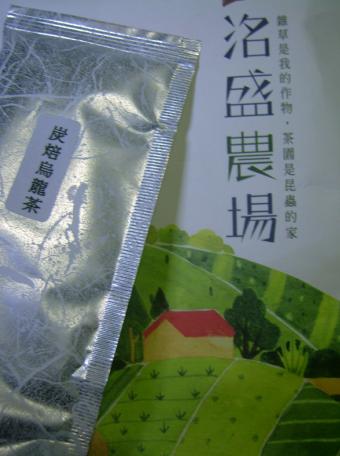 洺盛農場
雜草是我的作物，茶園是昆蟲的家
炭焙烏龍茶